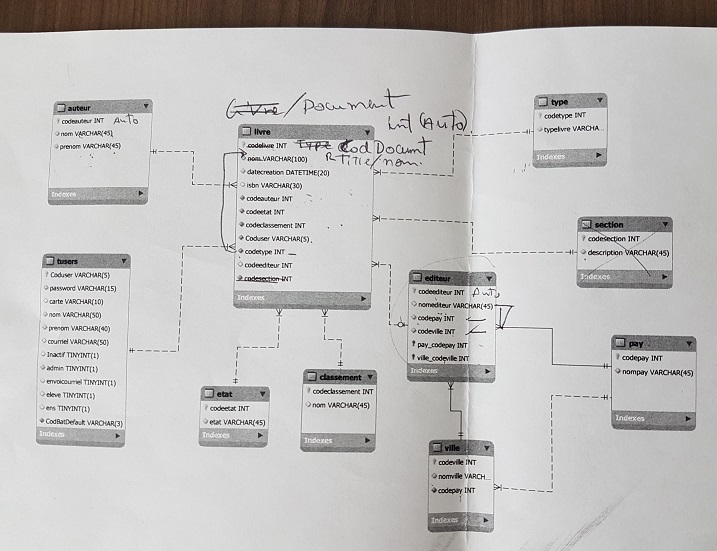 Livre / Document
Int (Auto)
auteur
codeauteur INT Auto
nom VARCHAR(45)
prenom VARCHAR(45)
Indexes
livre
codelivre INT Type CodDocument
nom VARCHAR(100) Titre/nom
datecreation DATETIME(20)
isbn VARCHAR(30)
codeauteur INT
codeetat INT
codeclassement INT
Coduser VARCHAR(5)
codetype INT
codeediteur INT
codesection INT
Indexes
type
codetype INT
typelivre VARCHA...
Indexes
section
codesection INT
description VARCHAR(45)
Indexes
tusers
Coduser VARCHAR(5)
password VARCHAR(15)
carte VARCHAR(10)
nom VARCHAR(50)
prenom VARCHAR(40)
courriel VARCHAR(50)
Inactif TINYINT(1)
admin TINYINT(1)
envoicourriel TINYINT(1)
eleve TINYINT(1)
ens TINYINT(1)
CodBatDefault VARCHAR(3)
Indexes
editeur
codeediteur INT Auto
nomediteur VARCHAR(45)
codepay INT
codeville INT
pay_codepay INT
ville_codeville INT
Indexes
pay
codepay INT
nompay VARCHAR(45)
Indexes
etat
codeetat INT
etat VARCHAR(45)
Indexes
classement
codeclassement INT
nom VARCHAR(45)
Indexes
ville
codeville INT
nomville VARCH...
codepay INT
Indexes